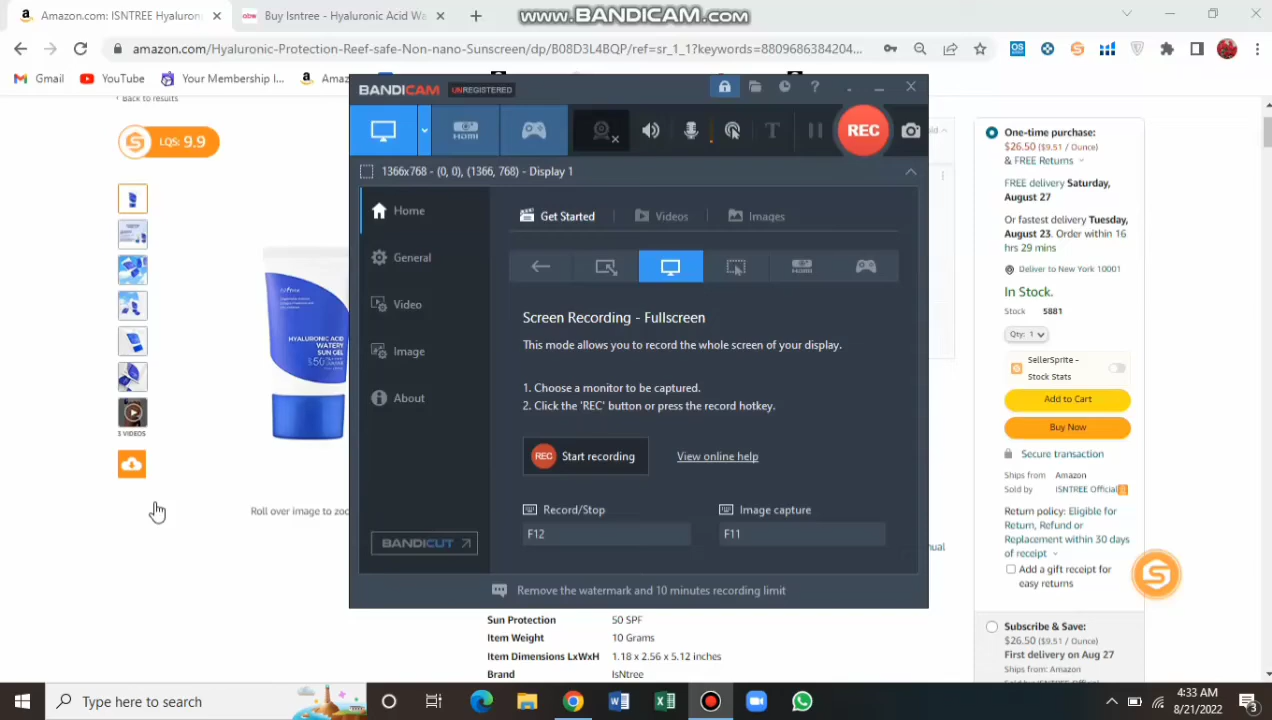 Amazon.com: ISNTREE Hyaluron
Buy Isntree - Hyaluronic Acid Wa
www.BANDICAM.com
amazon.com/Hyaluronic-Protection-Reef-safe-Non-nano-Sunscreen/dp/B08D3L4BQP/ref=sr_1_1?keywords=8809686384204...
Gmail
YouTube
Your Membership I...
Amaz
Back to results
LQS: 9.9
3 VIDEOS
HYALURONIC ACID
WATERY
SUN GEL
Roll over image to zoo
BANDICAM
UNREGISTERED
HDMI
REC
1366x768 - (0, 0), (1366, 768) - Display 1
Home
General
Video
Image
About
BANDICUT
Get Started
Videos
Images
HDMI
Screen Recording - Fullscreen
This mode allows you to record the whole screen of your display.
1. Choose a monitor to be captured.
2. Click the 'REC' button or press the record hotkey.
REC
Start recording
View online help
Record/Stop
F12
Image capture
F11
Remove the watermark and 10 minutes recording limit
Sun Protection 50 SPF
Item Weight 10 Grams
Item Dimensions LxWxH 1.18 x 2.56 x 5.12 inches
Brand IsNtree
One-time purchase:
$26.50 ($9.51 / Ounce)
& FREE Returns
FREE delivery Saturday,
August 27
Or fastest delivery Tuesday,
August 23. Order within 16
hrs 29 mins
Deliver to New York 10001
In Stock.
Stock 5881
Qty: 1
SellerSprite –
Stock Stats
Add to Cart
Buy Now
Secure transaction
Ships from Amazon
Sold by ISNTREE Official
Return policy: Eligible for
Return, Refund or
Replacement within 30 days
of receipt
Add a gift receipt for
easy returns
Subscribe & Save:
$26.50 ($9.51 / Ounce)
First delivery on Aug 27
Ships from: Amazon
Type here to search
4:33 AM
8/21/2022
3